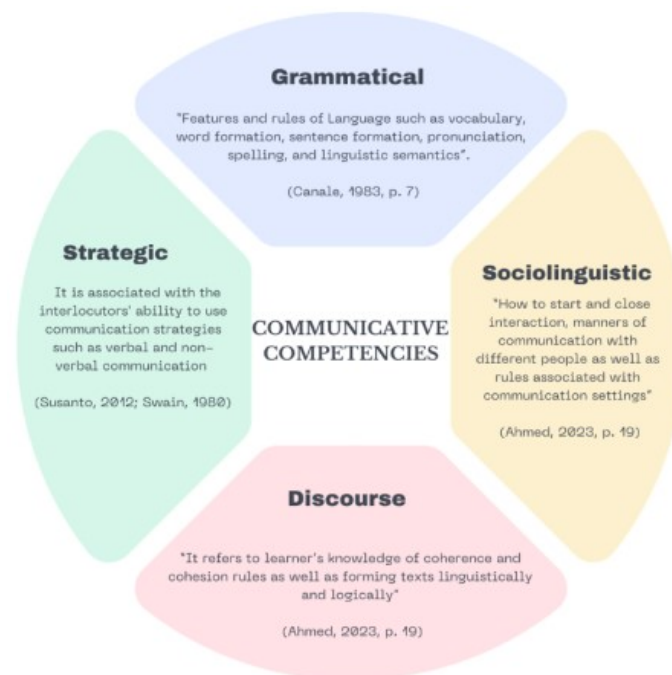 Grammatical
"Features and rules of Language such as vocabulary,
word formation, sentence formation, pronunciation,
spelling, and linguistic semantics".
(Canale, 1983, p. 7)
Strategic
It is associated with the
interlocutors' ability to use
communication strategies
such as verbal and non-
verbal communication
(Susanto, 2012; Swain, 1980)
COMMUNICATIVE
COMPETENCIES
Sociolinguistic
"How to start and close
interaction, manners of
communication with
different people as well as
rules associated with
communication settings"
(Ahmed, 2023, p. 19)
Discourse
"It refers to learner's knowledge of coherence and
cohesion rules as well as forming texts linguistically
and logically"
(Ahmed, 2023, p. 19)